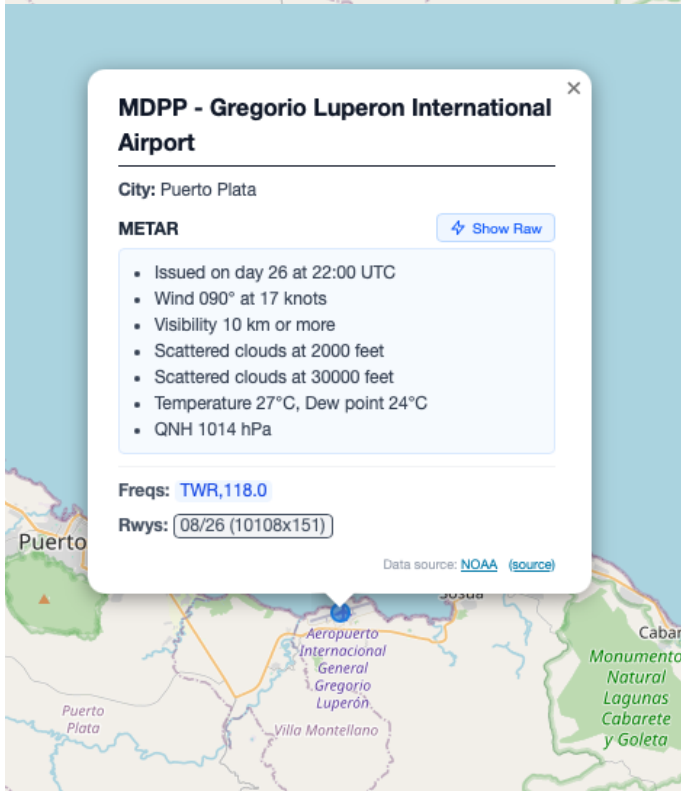 MDPP - Gregorio Luperon International
Airport
×
City: Puerto Plata
METAR
Show Raw
Issued on day 26 at 22:00 UTC
Wind 090° at 17 knots
Visibility 10 km or more
Scattered clouds at 2000 feet
Scattered clouds at 30000 feet
Temperature 27°C, Dew point 24°C
QNH 1014 hPa
Freqs: TWR,118.0
Rwys: 08/26 (10108x151)
Data source: NOAA (source)
Puerto
Aeropuerto
Internacional
General
Gregorio
Luperón
Puerto
Plata
Villa Montellano
Cabar
Monumento
Natural
Lagunas
Cabarete
y Goleta